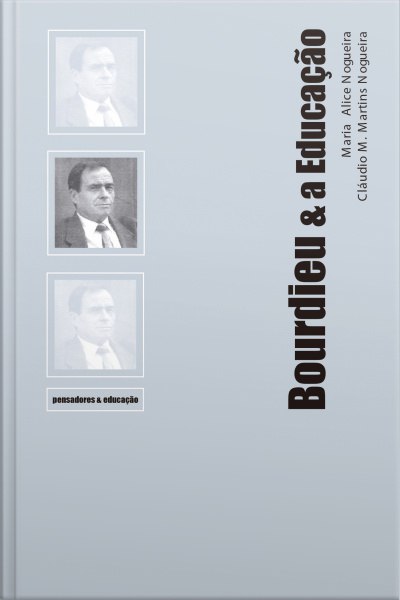 Bourdieu & a Educação
Maria Alice Nogueira
Cláudio M. Martins Nogueira
pensadores & educação